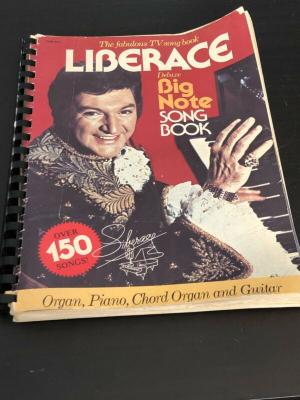 The fabulous TV song book
LIBERACE
Deluxe
Big
Note
SONG
BOOK
OVER
150
SONGS!
Liberace
Organ, Piano, Chord Organ and Guitar